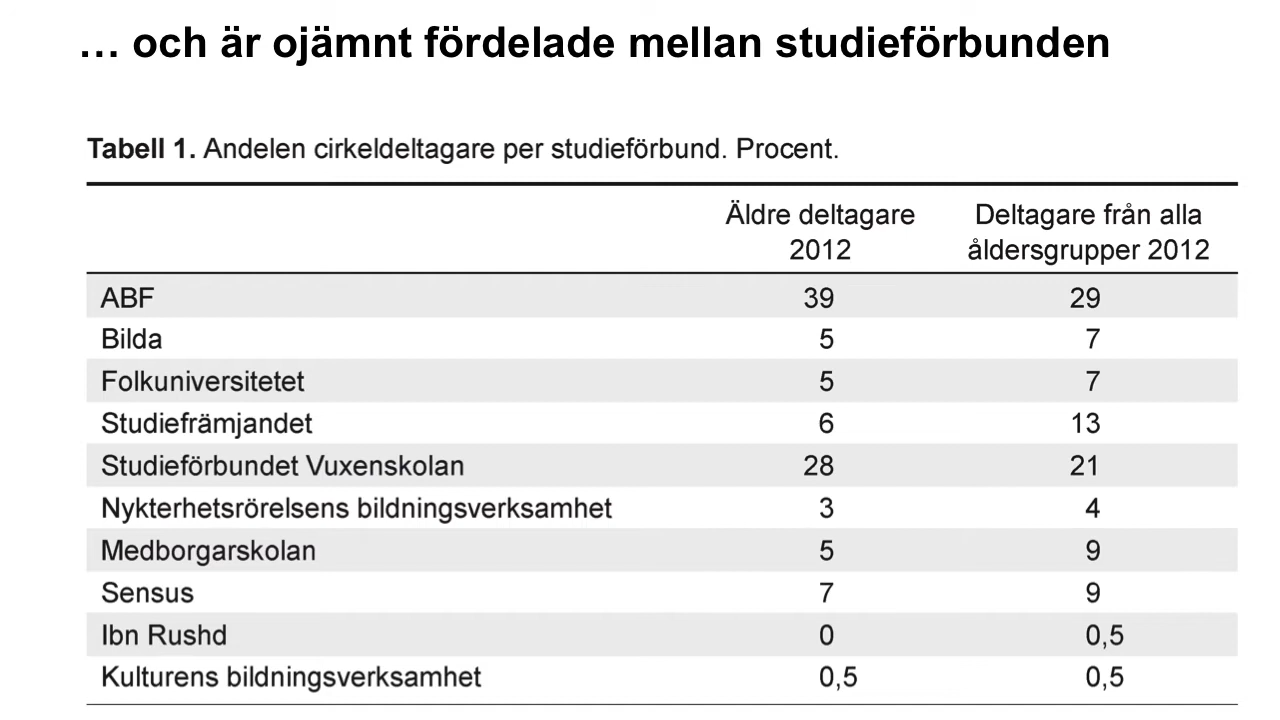 … och är ojämnt fördelade mellan studieförbunden
Tabell 1. Andelen cirkeldeltagare per studieförbund. Procent.
Äldre deltagare 2012 Deltagare från alla åldersgrupper 2012
ABF 39 29
Bilda 5 7
Folkuniversitetet 5 7
Studiefrämjandet 6 13
Studieförbundet Vuxenskolan 28 21
Nykterhetsrörelsens bildningsverksamhet 3 4
Medborgarskolan 5 9
Sensus 7 9
Ibn Rushd 0 0,5
Kulturens bildningsverksamhet 0,5 0,5